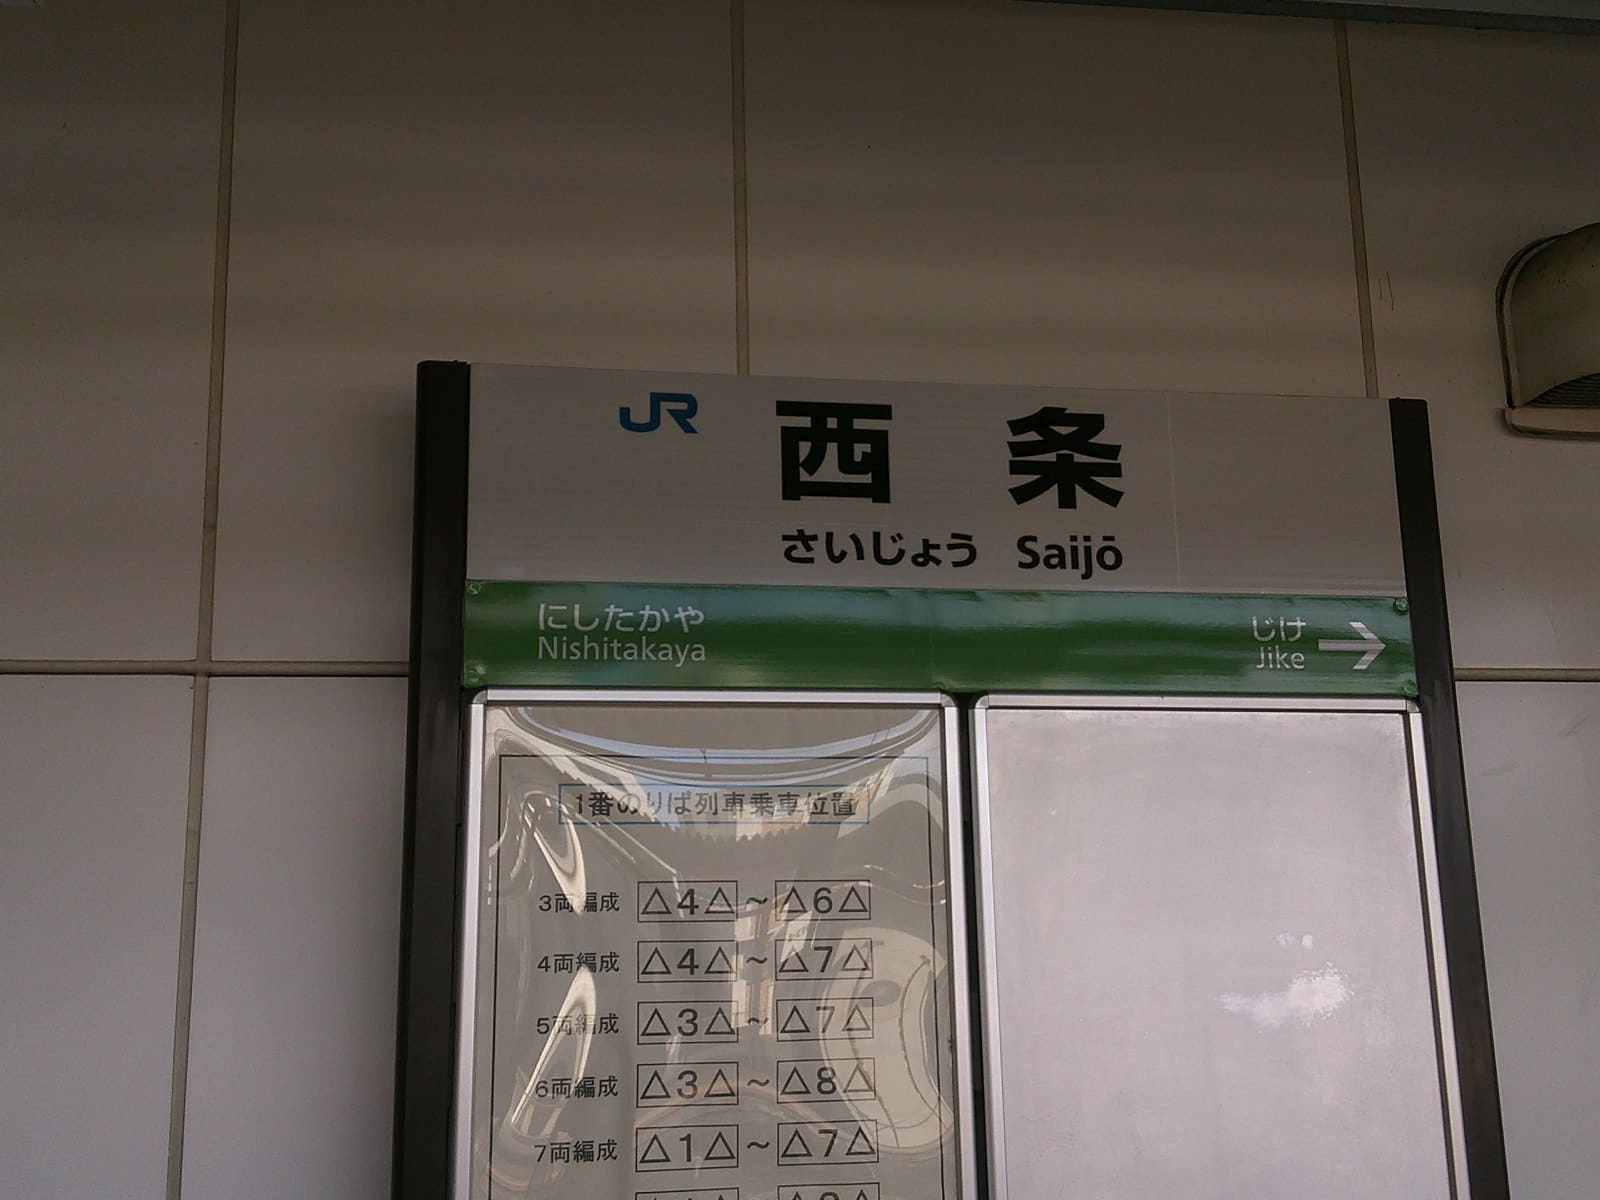 JR 西条
さいじょう Saijō
にしたかや じけ
Nishitakaya Jike →
1番のりば列車乗車位置
3両編成 △4△~△6△
4両編成 △4△~△7△
5両編成 △3△~△7△
6両編成 △3△~△8△
7両編成 △1△~△7△